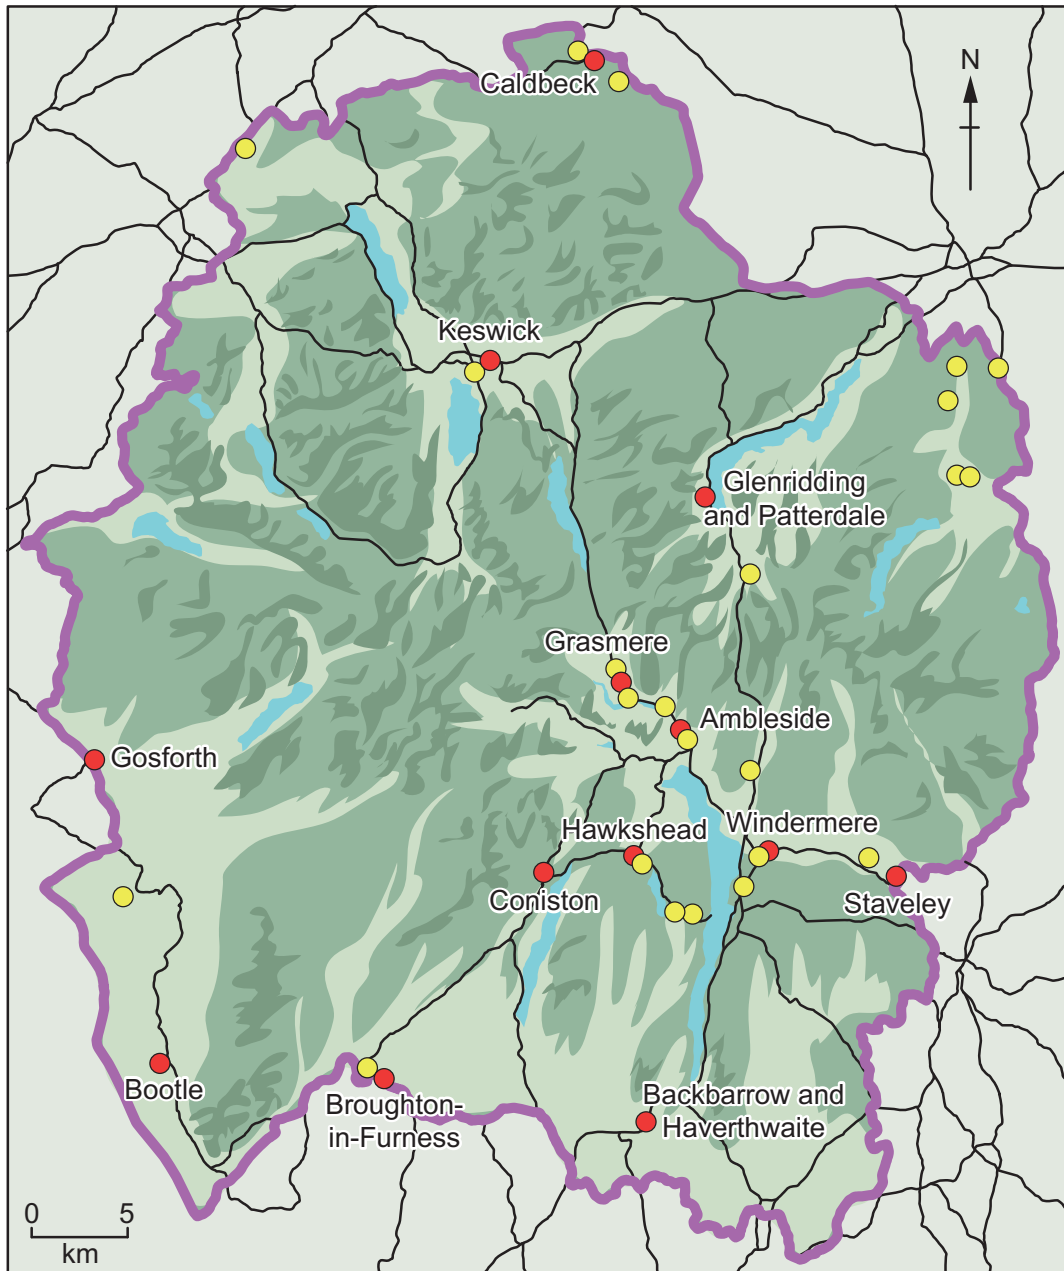 N
Caldbeck
Keswick
Glenridding
and Patterdale
Grasmere
Ambleside
Gosforth
Hawkshead
Windermere
Coniston
Staveley
Bootle
Broughton-
in-Furness
Backbarrow and
Haverthwaite
0 5
km